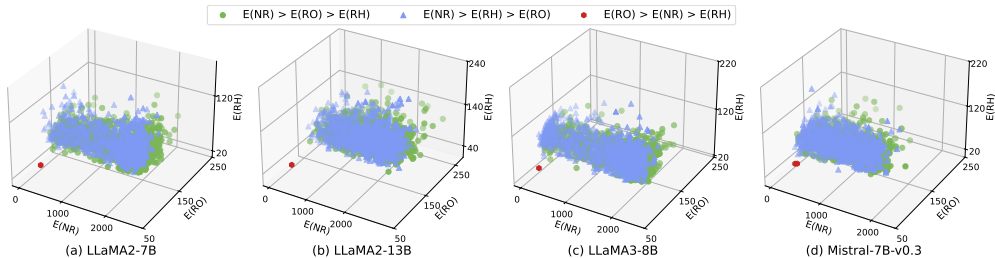 E(NR) > E(RO) > E(RH) E(NR) > E(RH) > E(RO) E(RO) > E(NR) > E(RH)
120
20
E(RH)
250
150
50
E(RO)
0
1000
2000
E(NR)
(a) LLaMA2-7B
240
140
40
E(RH)
250
150
50
E(RO)
0
1000
2000
E(NR)
(b) LLaMA2-13B
220
120
20
E(RH)
250
150
50
E(RO)
0
1000
2000
E(NR)
(c) LLaMA3-8B
220
120
20
E(RH)
250
150
50
E(RO)
0
1000
2000
E(NR)
(d) Mistral-7B-v0.3